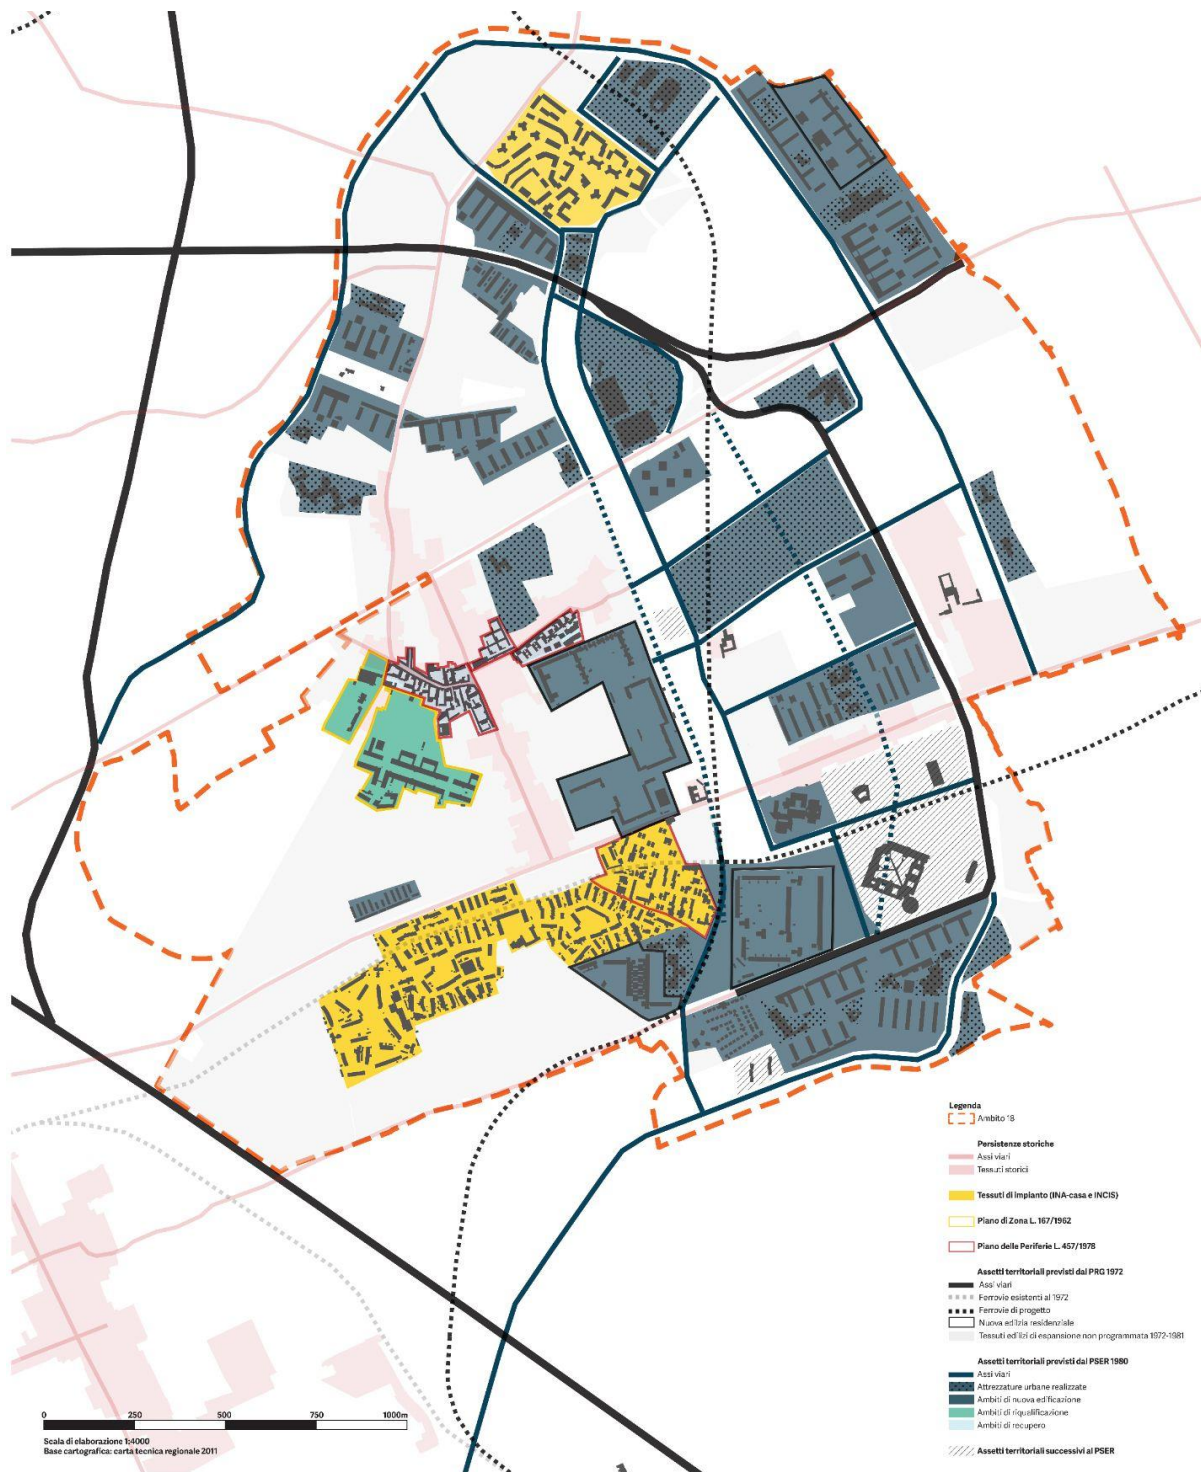 Legenda
Ambito 18
Persistenze storiche
Assi viari
Tessuti storici
Tessuti di impianto (INA-casa e INCIS)
Piano di Zona L. 167/1962
Piano delle Periferie L. 457/1978
Assetti territoriali previsti dal PRG 1972
Assi viari
Ferrovie esistenti al 1972
Ferrovie di progetto
Nuova edilizia residenziale
Tessuti edilizi di espansione non programmata 1972-1981
Assetti territoriali previsti dal PSER 1980
Assi viari
Attrezzature urbane realizzate
Ambiti di nuova edificazione
Ambiti di riqualificazione
Ambiti di recupero
Assetti territoriali successivi al PSER
0 250 500 750 1000m
Scala di elaborazione 1:4000
Base cartografica: carta tecnica regionale 2011